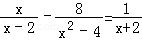 x/(x − 2) − 8/(x² − 4) = 1/(x+2)